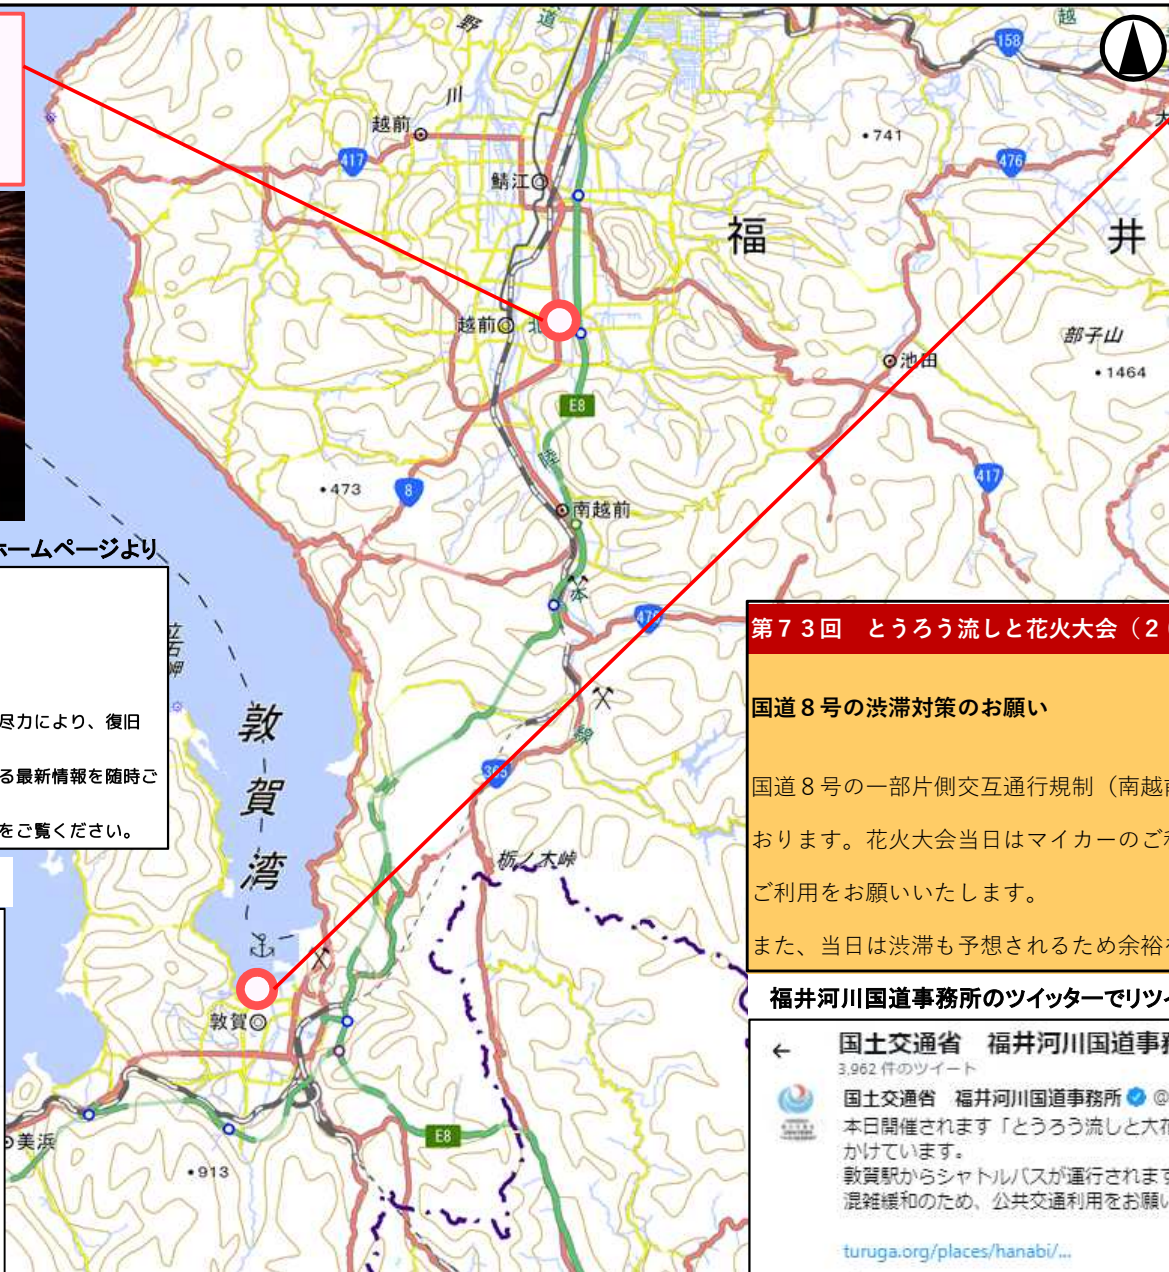 野
道
越
158
川
越前
417
鯖江
741
476
福
井
越前
北
部子山
1464
池田
E8
陸
473
8
417
南越前
ホームページより
本
476
立石岬
第７３回　とうろう流しと花火大会（２
国道８号の渋滞対策のお願い
国道８号の一部片側交互通行規制（南越
おります。花火大会当日はマイカーのご
ご利用をお願いいたします。
また、当日は渋滞も予想されるため余裕
尽力により、復旧
る最新情報を随時ご
をご覧ください。
敦賀湾
線
365
栃ノ木峠
敦賀
美浜
913
E8
福井河川国道事務所のツイッターでリツ
←
国土交通省　福井河川国道事
3,962 件のツイート
国土交通省　福井河川国道事務所 @
本日開催されます「とうろう流しと大
かけています。
敦賀駅からシャトルバスが運行されます
混雑緩和のため、公共交通利用をお願い
turuga.org/places/hanabi/...